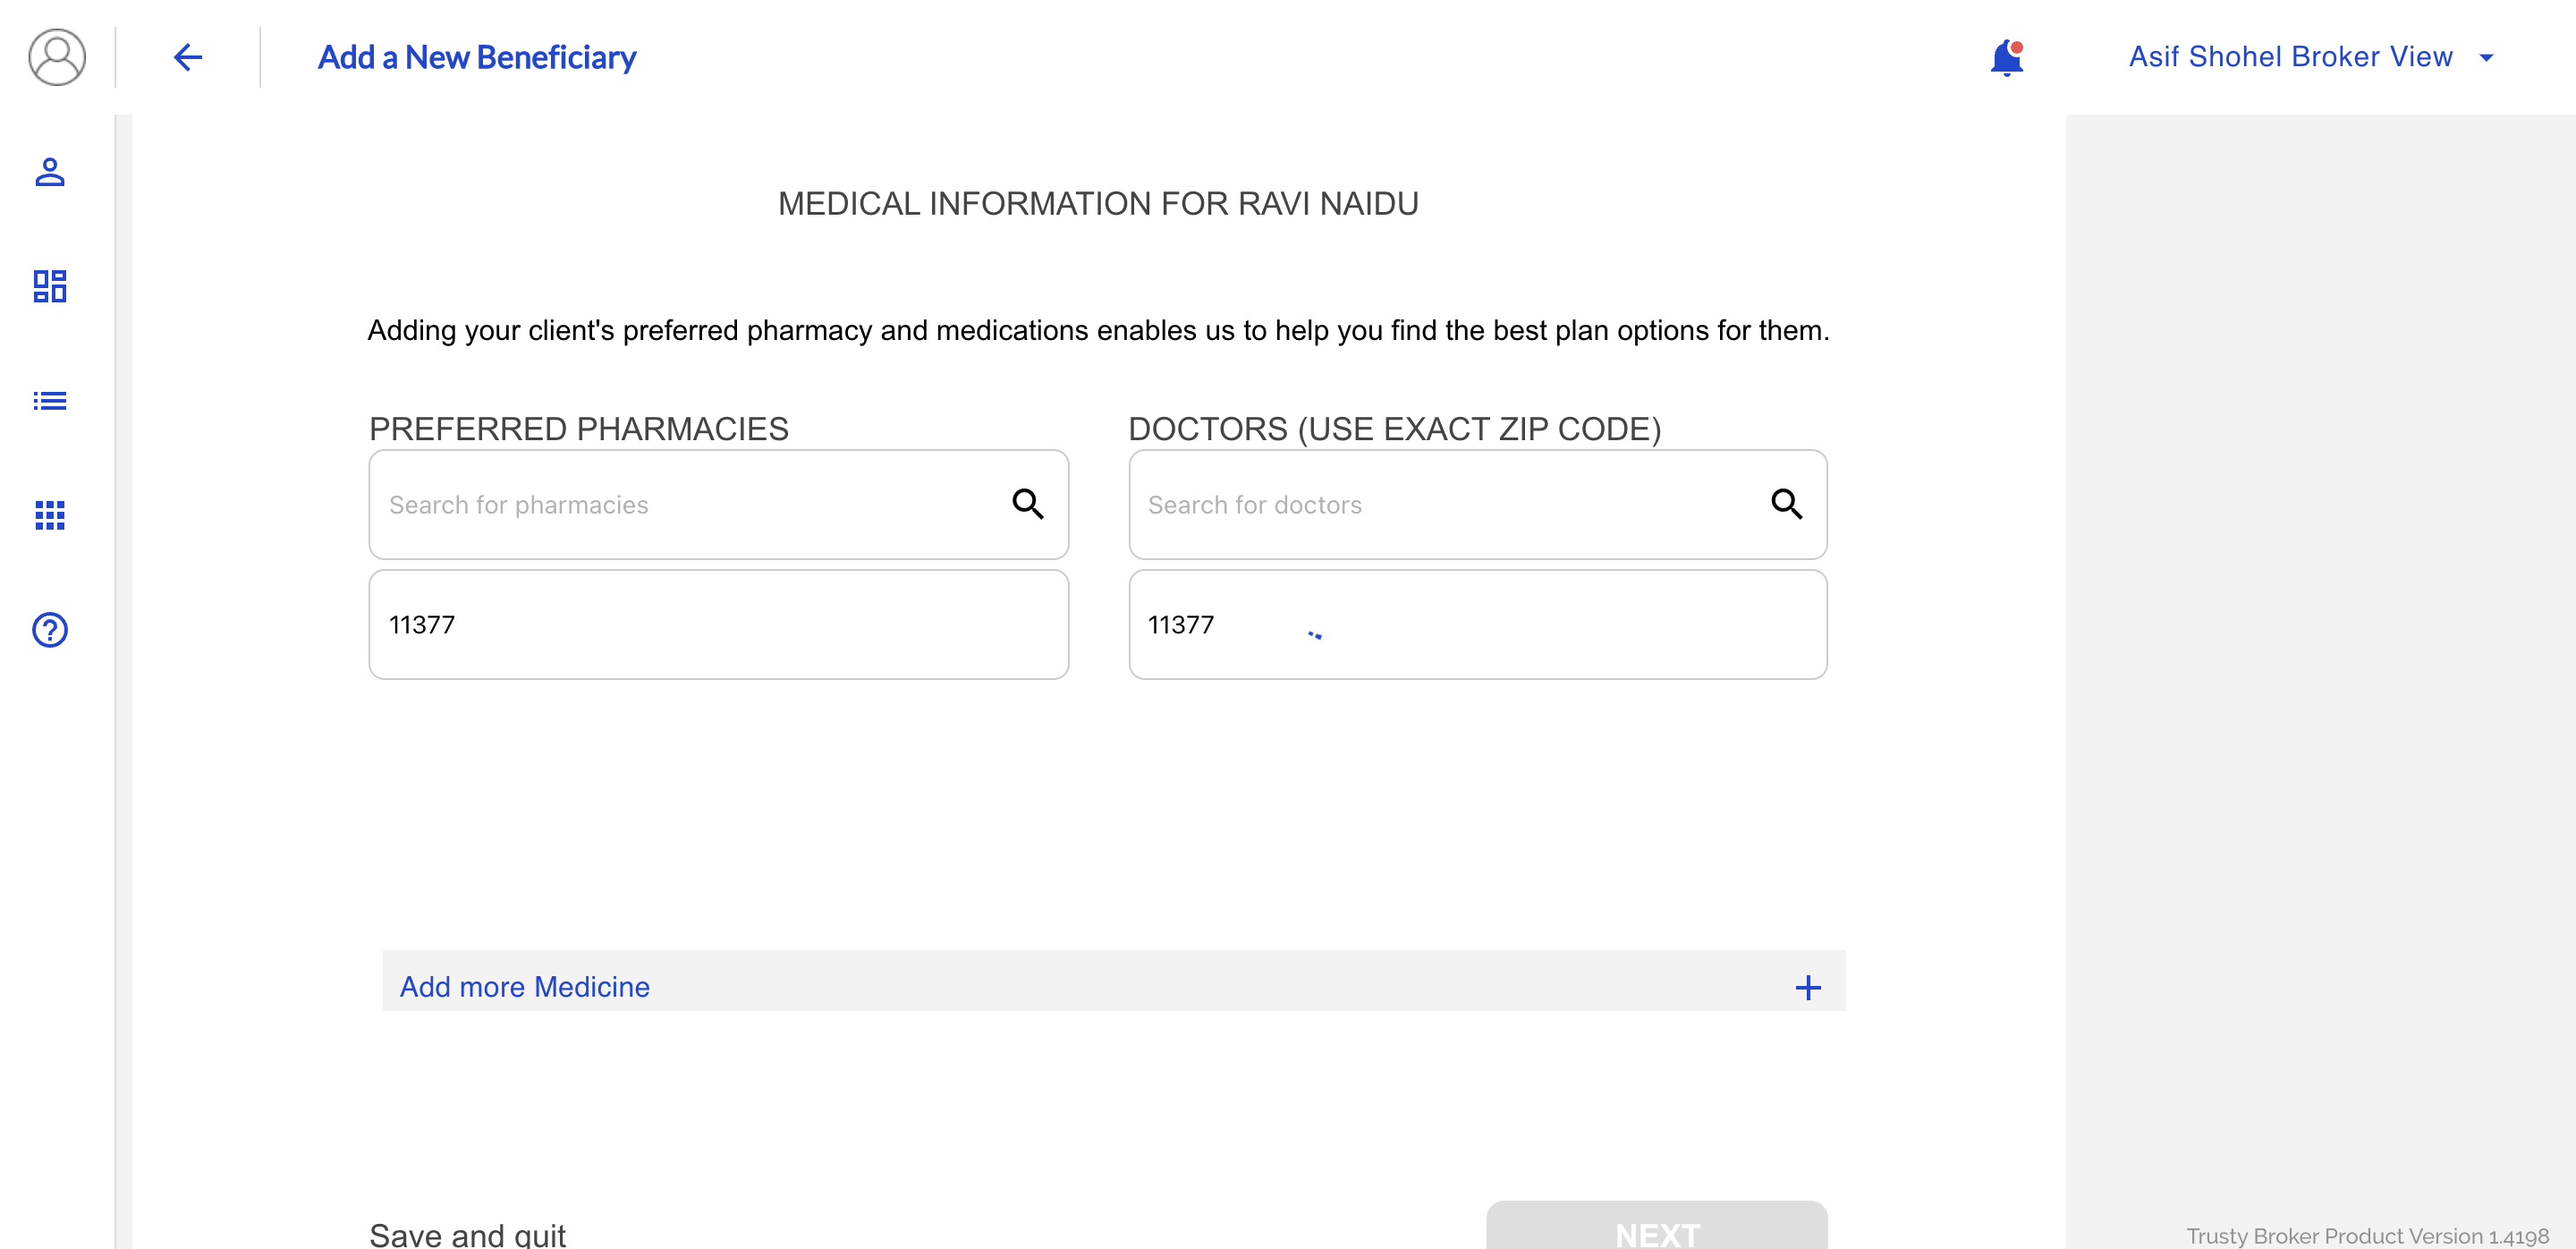 Add a New Beneficiary
Asif Shohel Broker View
MEDICAL INFORMATION FOR RAVI NAIDU
Adding your client's preferred pharmacy and medications enables us to help you find the best plan options for them.
PREFERRED PHARMACIES
DOCTORS (USE EXACT ZIP CODE)
Search for pharmacies
Search for doctors
11377
11377
Add more Medicine
Save and quit
NEXT
Trusty Broker Product Version 1.4198